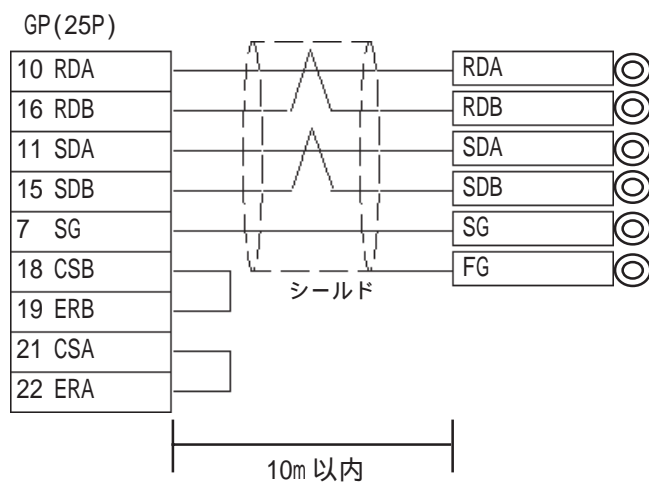 GP(25P)
10 RDA
16 RDB
11 SDA
15 SDB
7 SG
18 CSB
19 ERB
21 CSA
22 ERA
RDA
RDB
SDA
SDB
SG
FG
シールド
10m 以内